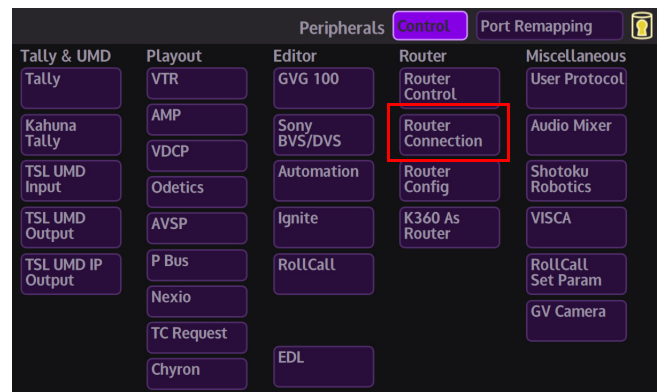 Peripherals Control Port Remapping
Tally & UMD
Tally
Kahuna
Tally
TSL UMD
Input
TSL UMD
Output
TSL UMD IP
Output
Playout
VTR
AMP
VDCP
Odetics
AVSP
P Bus
Nexio
TC Request
Chyron
Editor
GVG 100
Sony
BVS/DVS
Automation
Ignite
RollCall
EDL
Router
Router
Control
Router
Connection
Router
Config
K360 As
Router
Miscellaneous
User Protocol
Audio Mixer
Shotoku
Robotics
VISCA
RollCall
Set Param
GV Camera